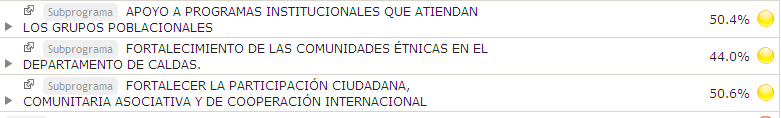 Subprograma APOYO A PROGRAMAS INSTITUCIONALES QUE ATIENDAN
LOS GRUPOS POBLACIONALES 50.4%
Subprograma FORTALECIMIENTO DE LAS COMUNIDADES ÉTNICAS EN EL
DEPARTAMENTO DE CALDAS. 44.0%
Subprograma FORTALECER LA PARTICIPACIÓN CIUDADANA,
COMUNITARIA ASOCIATIVA Y DE COOPERACIÓN INTERNACIONAL 50.6%